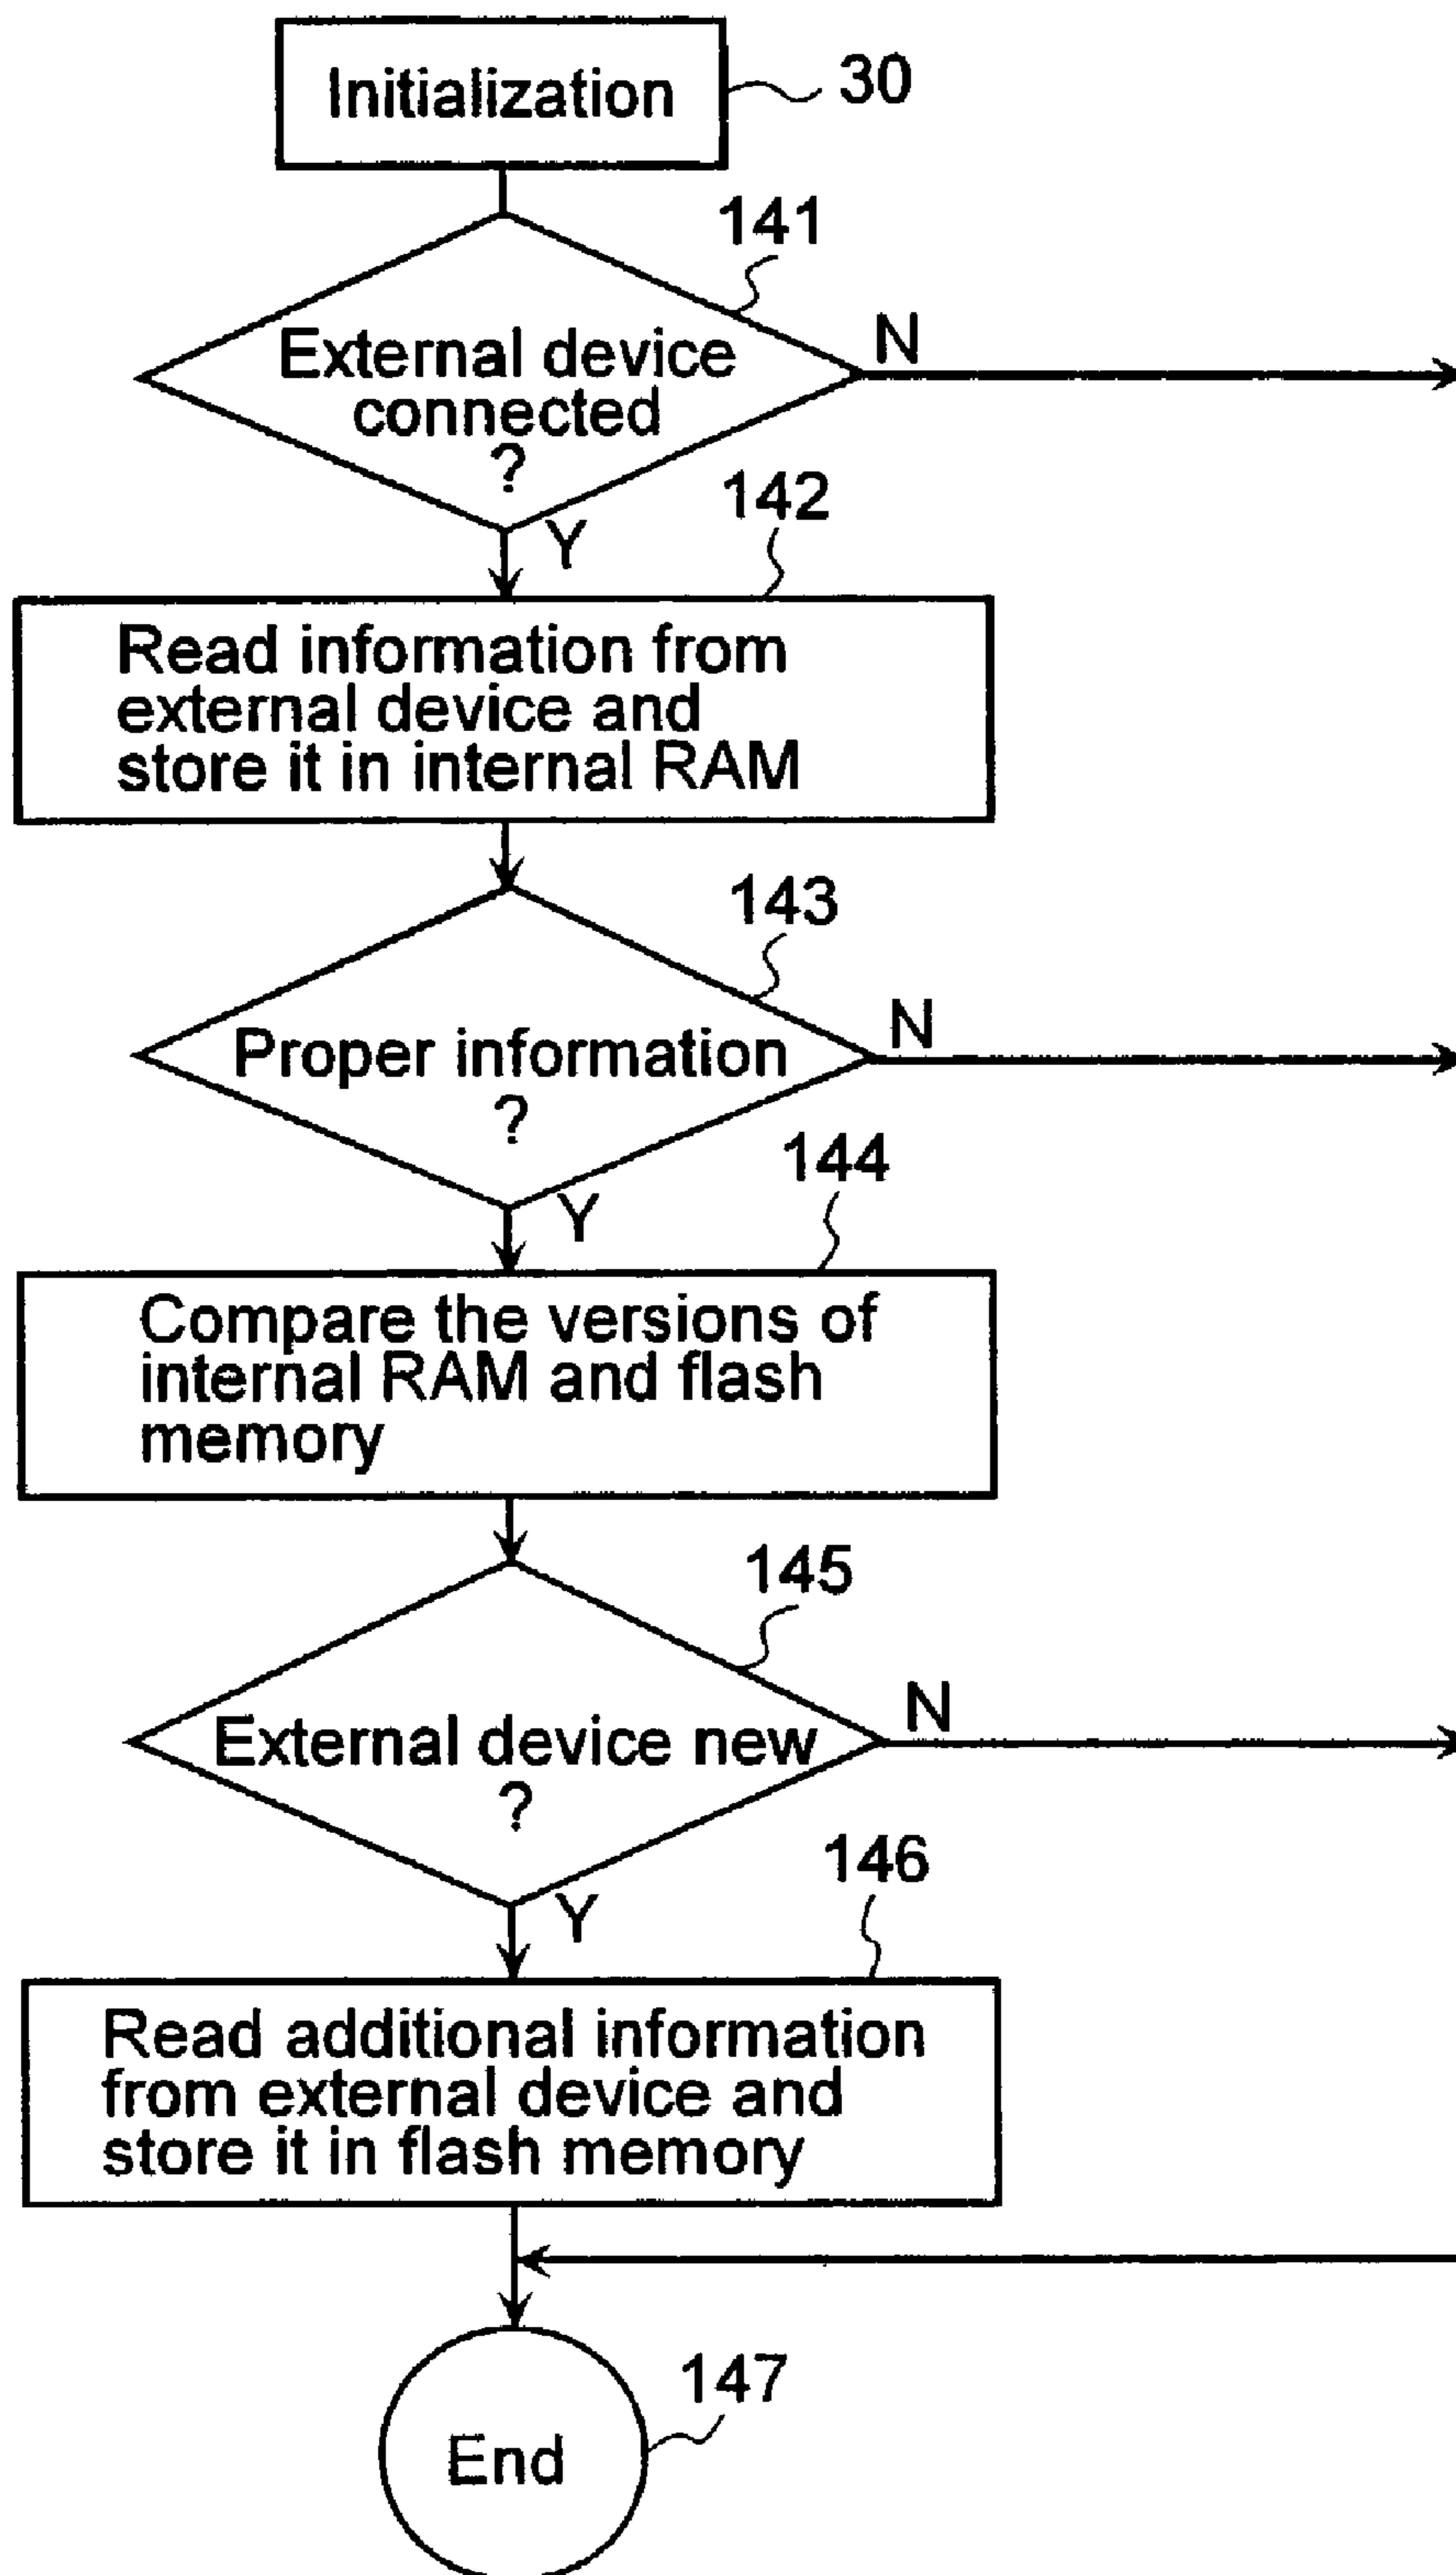 Initialization
30
141
External device
connected
?
N
Y
142
Read information from
external device and
store it in internal RAM
143
Proper information
?
N
Y
144
Compare the versions of
internal RAM and flash
memory
145
External device new
?
N
Y
146
Read additional information
from external device and
store it in flash memory
147
End